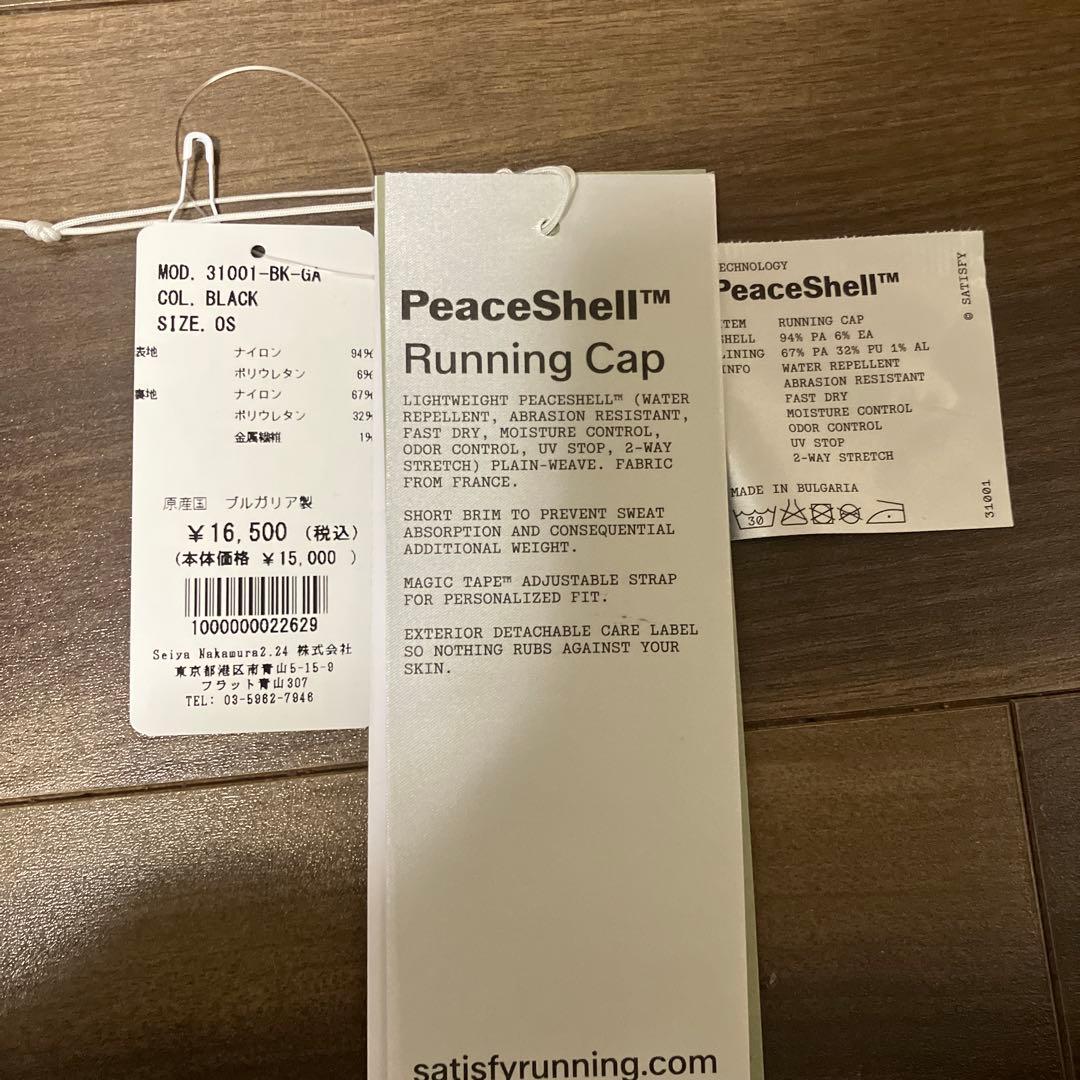 MOD. 31001-BK-GA
COL. BLACK
SIZE. OS
表地 ナイロン 94%
ポリウレタン 6%
裏地 ナイロン 67%
ポリウレタン 32%
金属繊維 1%
原産国 ブルガリア製
¥16,500 (税込)
(本体価格 ¥15,000 )
1000000022629
Seiya Nakamura2.24 株式会社
東京都港区南青山5-15-9
フラット青山307
TEL: 03-5962-7946
PeaceShell™
Running Cap
LIGHTWEIGHT PEACESHELL™ (WATER
REPELLENT, ABRASION RESISTANT,
FAST DRY, MOISTURE CONTROL,
ODOR CONTROL, UV STOP, 2-WAY
STRETCH) PLAIN-WEAVE. FABRIC
FROM FRANCE.
SHORT BRIM TO PREVENT SWEAT
ABSORPTION AND CONSEQUENTIAL
ADDITIONAL WEIGHT.
MAGIC TAPE™ ADJUSTABLE STRAP
FOR PERSONALIZED FIT.
EXTERIOR DETACHABLE CARE LABEL
SO NOTHING RUBS AGAINST YOUR
SKIN.
satisfyrunning.com
ECHNOLOGY
PeaceShell™
TEM RUNNING CAP
SHELL 94% PA 6% EA
LINING 67% PA 32% PU 1% AL
INFO WATER REPELLENT
ABRASION RESISTANT
FAST DRY
MOISTURE CONTROL
ODOR CONTROL
UV STOP
2-WAY STRETCH
MADE IN BULGARIA
30
© SATISFY
31001